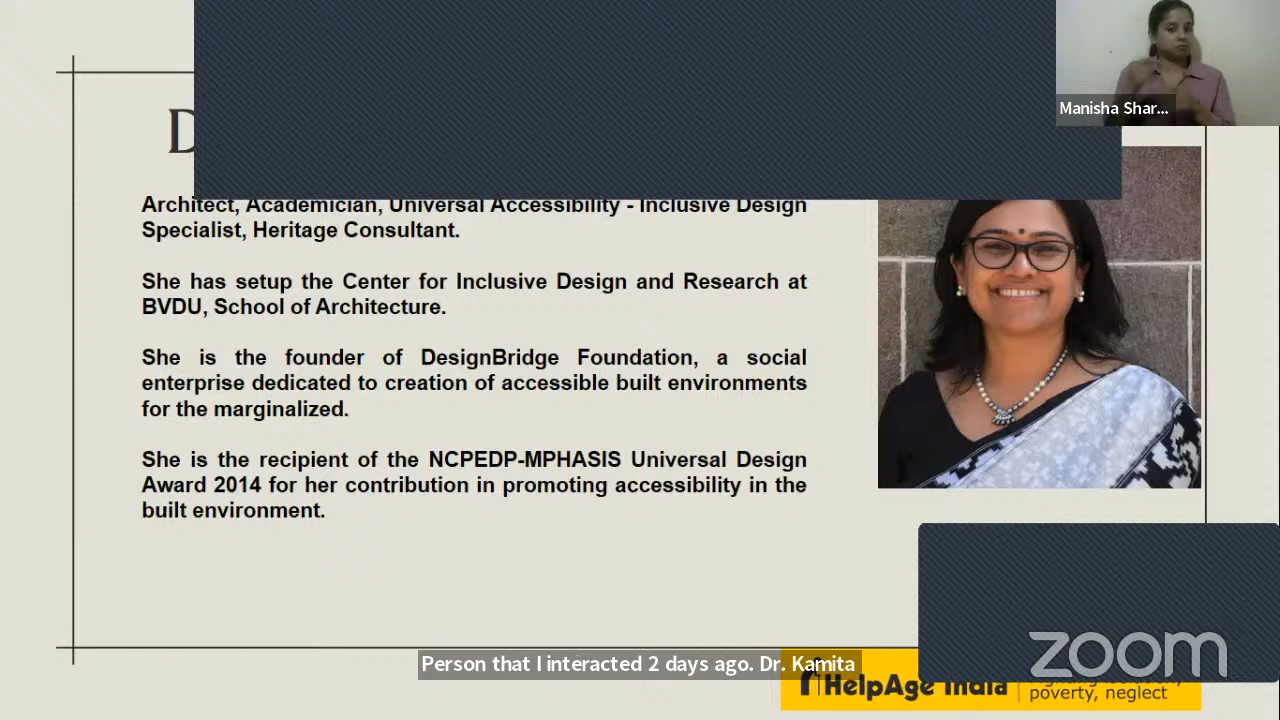 Manisha Shar...
D
Architect, Academician, Universal Accessibility - Inclusive Design
Specialist, Heritage Consultant.
She has setup the Center for Inclusive Design and Research at
BVDU, School of Architecture.
She is the founder of DesignBridge Foundation, a social
enterprise dedicated to creation of accessible built environments
for the marginalized.
She is the recipient of the NCPEDP-MPHASIS Universal Design
Award 2014 for her contribution in promoting accessibility in the
built environment.
zoom
Person that I interacted 2 days ago. Dr. Kamita
HelpAge India
poverty, neglect